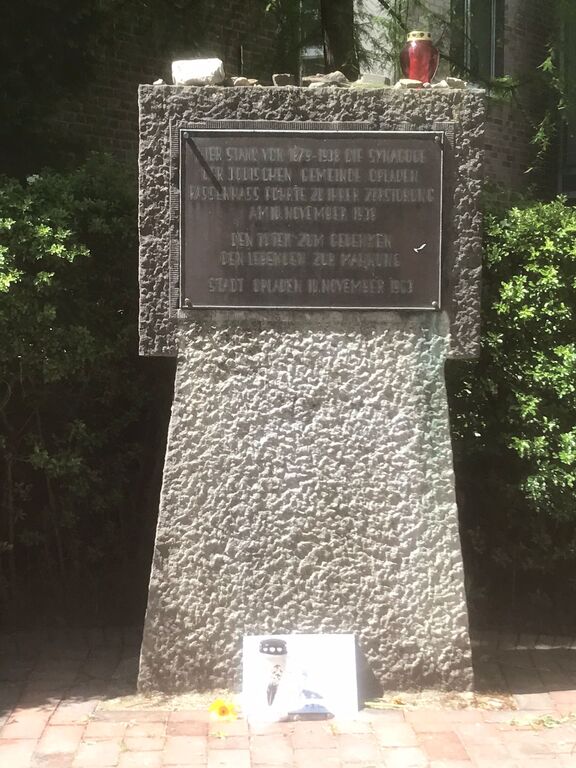 HIER STAND VON 1879-1938 DIE SYNAGOGE
DER JÜDISCHEN GEMEINDE OPLADEN
RASSENHASS FÜHRTE ZU IHRER ZERSTÖRUNG
AM 10. NOVEMBER 1938
DEN TOTEN ZUM GEDENKEN
DEN LEBENDEN ZUR MAHNUNG
STADT OPLADEN 10. NOVEMBER 1963